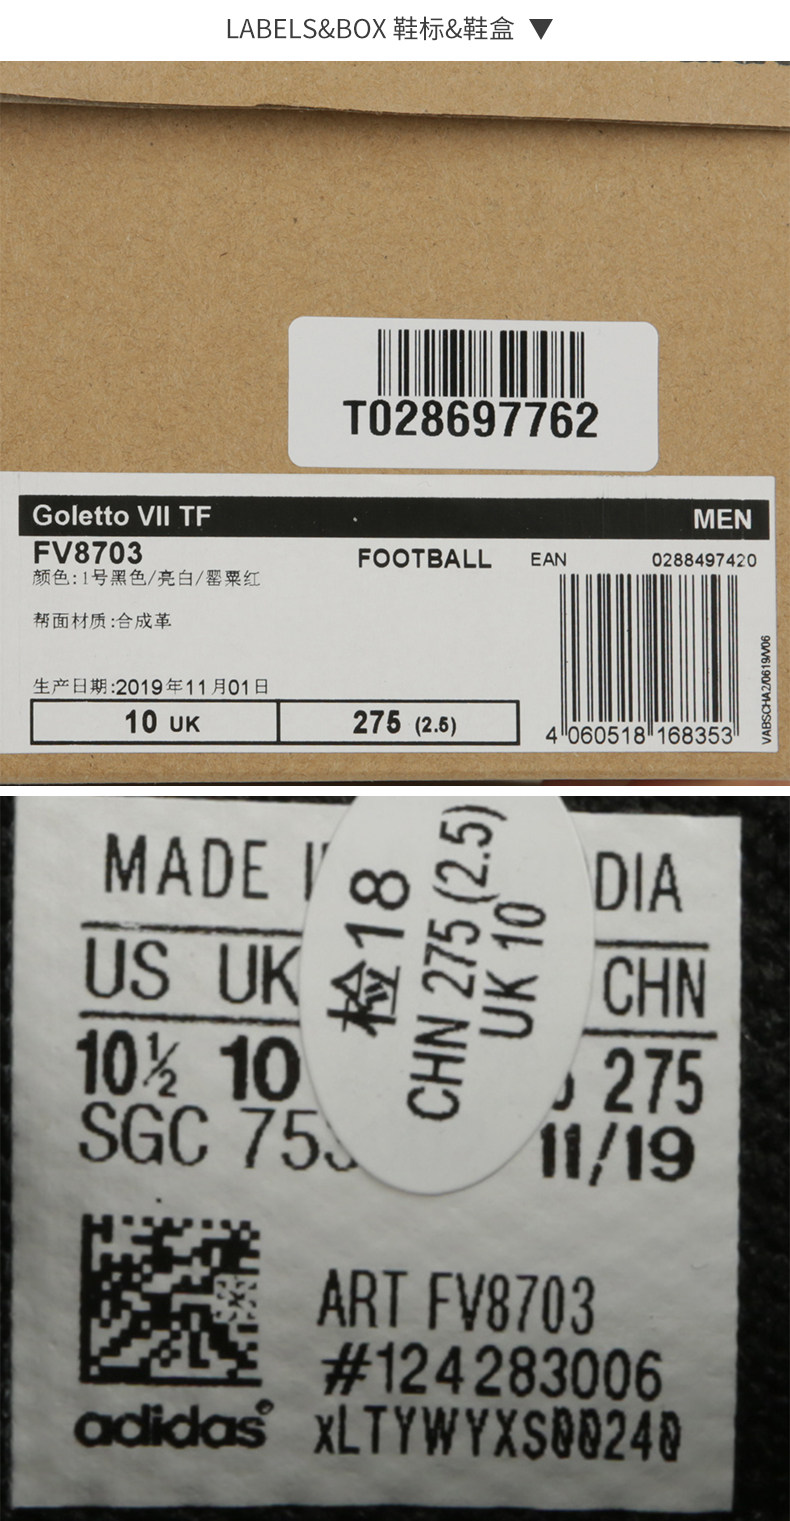 LABELS&BOX 鞋标&鞋盒 ▼
T028697762
Goletto VII TF MEN
FV8703 FOOTBALL EAN 0288497420
颜色:1号黑色/亮白/罂粟红
帮面材质:合成革
生产日期:2019年11月01日
10 UK 275 (2.5)
4 060518 168353
VABSCHA2/0619/V06
MADE DIA
US UK CHN
10½ 10 275
SGC 11/19
检18
CHN 275 (2.5)
UK 10
ART FV8703
#124283006
adidas®
xLTYWYXS00240